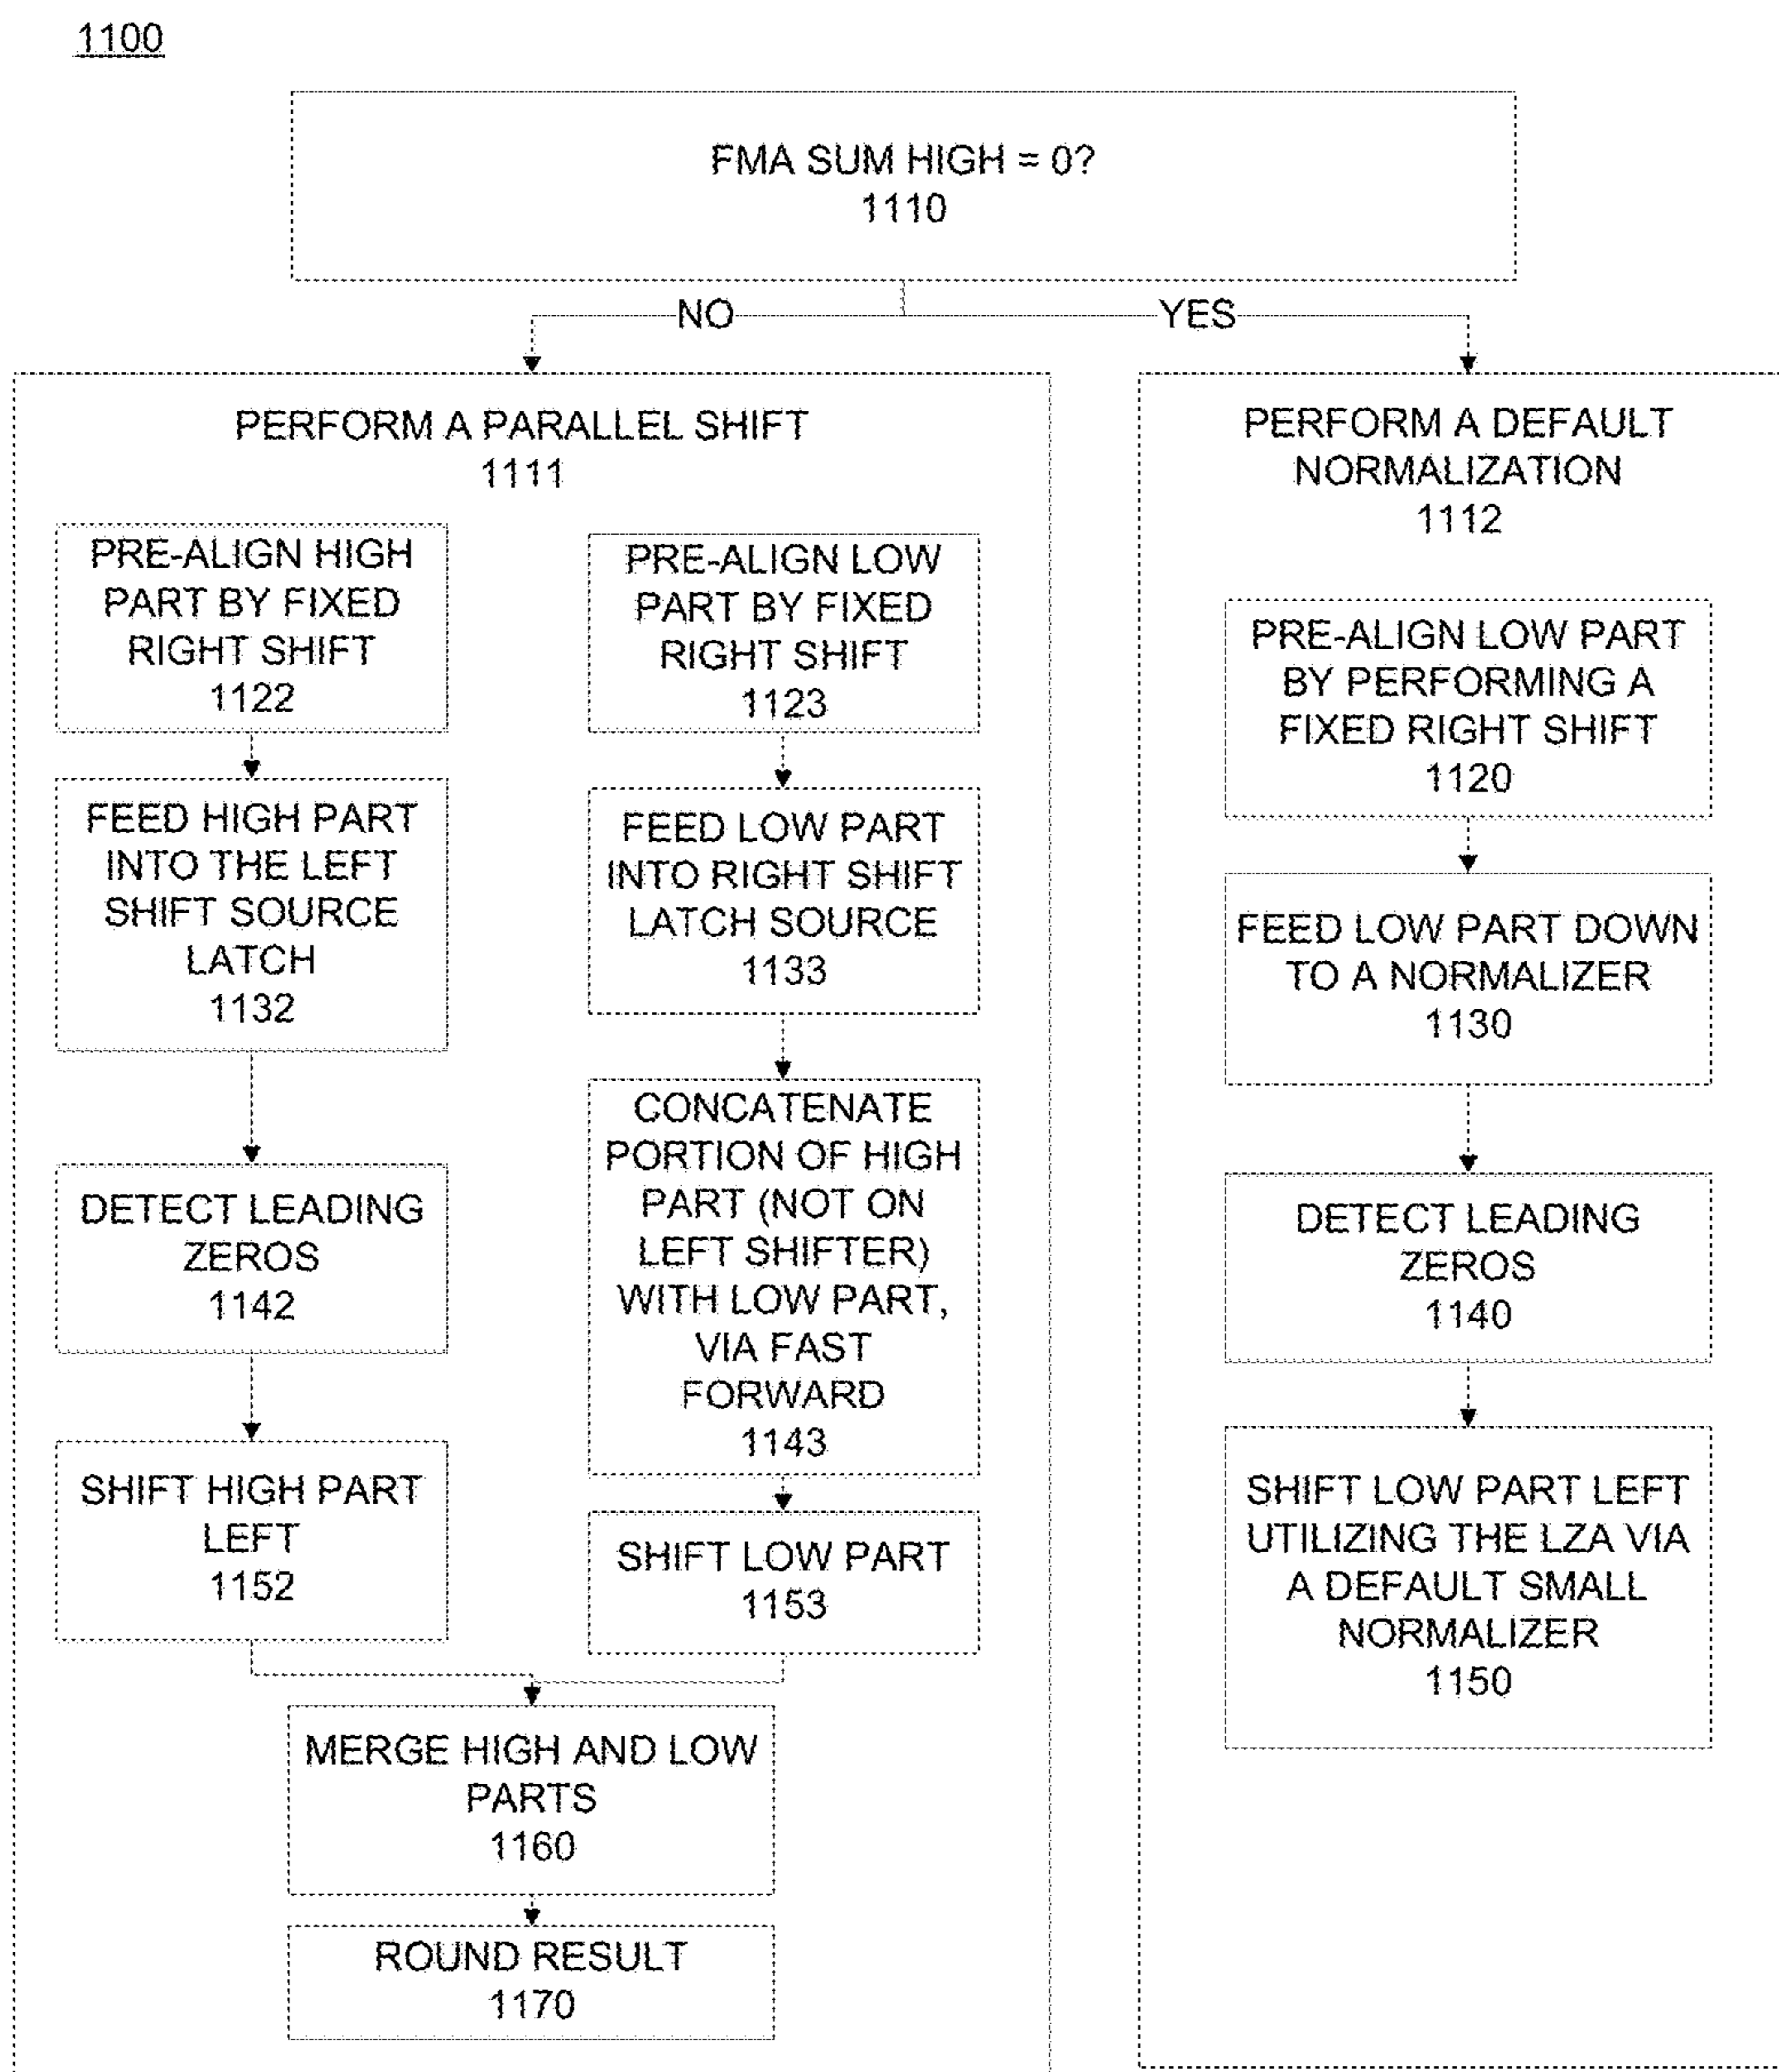 1100
FMA SUM HIGH = 0?
1110
NO
YES
PERFORM A PARALLEL SHIFT
1111
PRE-ALIGN HIGH
PART BY FIXED
RIGHT SHIFT
1122
FEED HIGH PART
INTO THE LEFT
SHIFT SOURCE
LATCH
1132
DETECT LEADING
ZEROS
1142
SHIFT HIGH PART
LEFT
1152
PRE-ALIGN LOW
PART BY FIXED
RIGHT SHIFT
1123
FEED LOW PART
INTO RIGHT SHIFT
LATCH SOURCE
1133
CONCATENATE
PORTION OF HIGH
PART (NOT ON
LEFT SHIFTER)
WITH LOW PART,
VIA FAST
FORWARD
1143
SHIFT LOW PART
1153
MERGE HIGH AND LOW
PARTS
1160
ROUND RESULT
1170
PERFORM A DEFAULT
NORMALIZATION
1112
PRE-ALIGN LOW PART
BY PERFORMING A
FIXED RIGHT SHIFT
1120
FEED LOW PART DOWN
TO A NORMALIZER
1130
DETECT LEADING
ZEROS
1140
SHIFT LOW PART LEFT
UTILIZING THE LZA VIA
A DEFAULT SMALL
NORMALIZER
1150